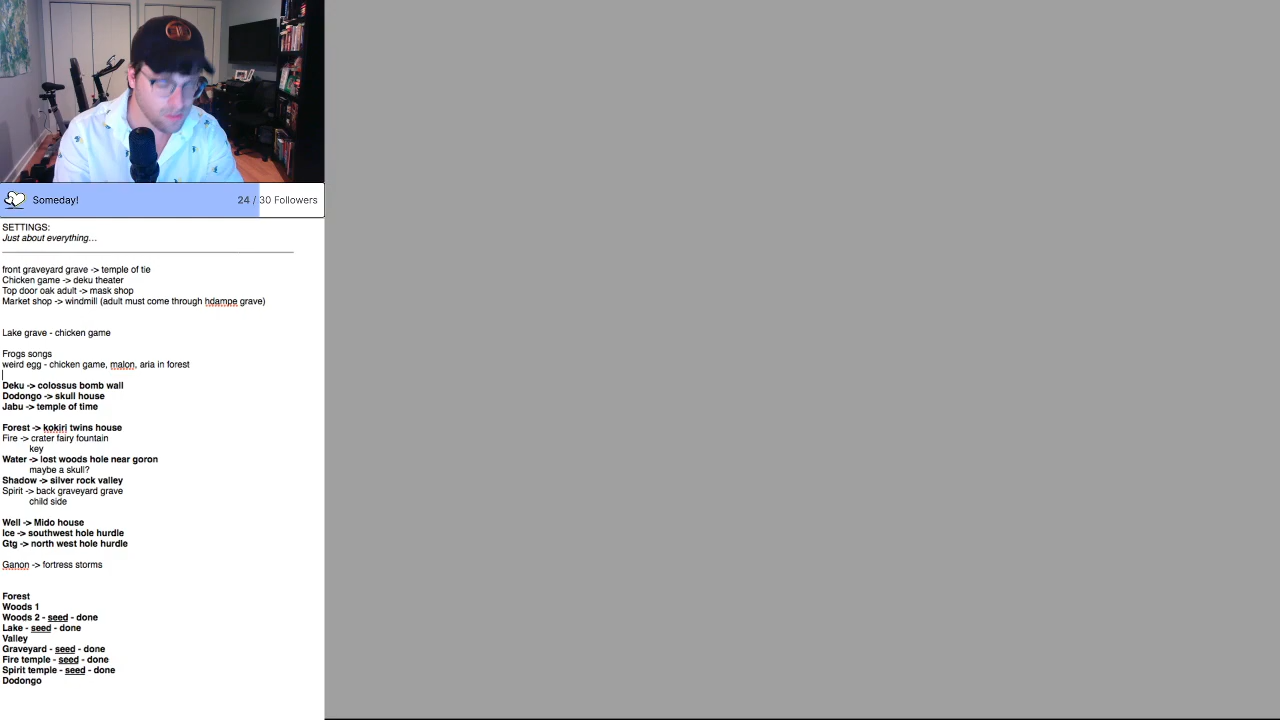 Someday!
24 / 30 Followers
SETTINGS:
Just about everything...
front graveyard grave -> temple of tie
Chicken game -> deku theater
Top door oak adult -> mask shop
Market shop -> windmill (adult must come through hdampe grave)
Lake grave - chicken game
Frogs songs
weird egg - chicken game, malon, aria in forest
Deku -> colossus bomb wall
Dodongo -> skull house
Jabu -> temple of time
Forest -> kokiri twins house
Fire -> crater fairy fountain
key
Water -> lost woods hole near goron
maybe a skull?
Shadow -> silver rock valley
Spirit -> back graveyard grave
child side
Well -> Mido house
Ice -> southwest hole hurdle
Gtg -> north west hole hurdle
Ganon -> fortress storms
Forest
Woods 1
Woods 2 - seed - done
Lake - seed - done
Valley
Graveyard - seed - done
Fire temple - seed - done
Spirit temple - seed - done
Dodongo